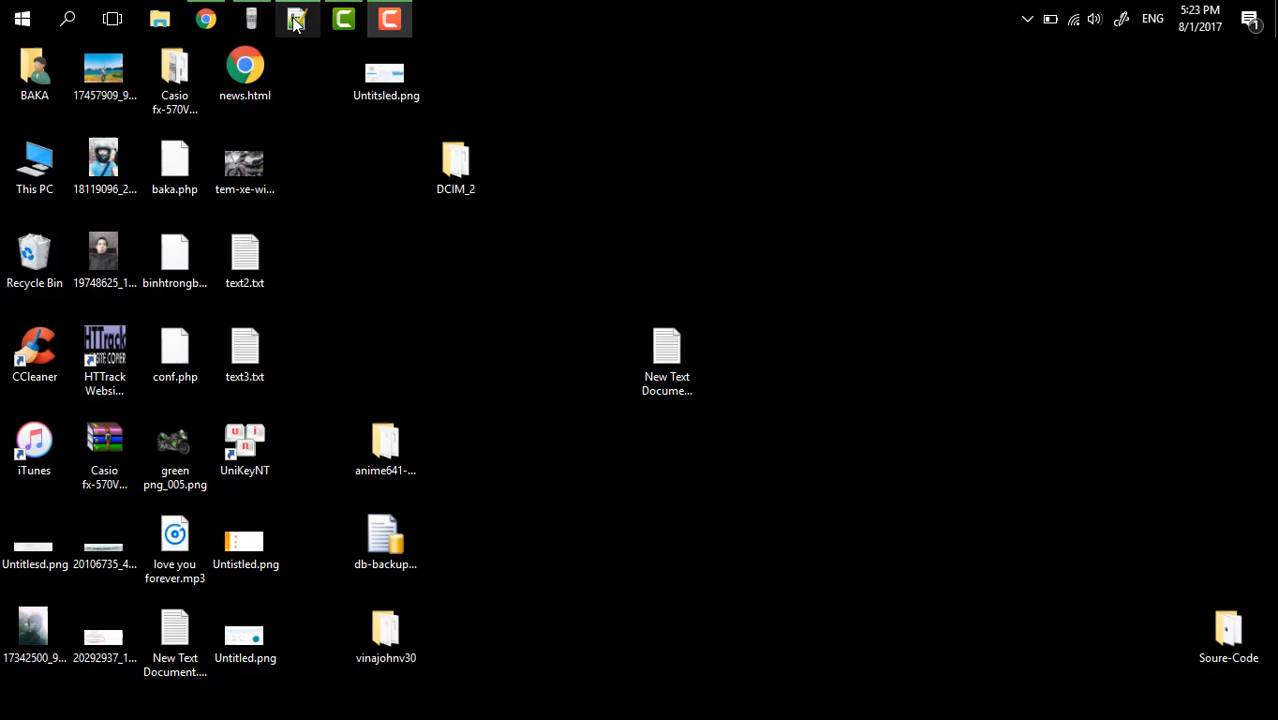 ENG
5:23 PM
8/1/2017
1
BAKA
17457909_9...
Casio
fx-570V...
news.html
Untitsled.png
This PC
18119096_2...
baka.php
tem-xe-wi...
DCIM_2
Recycle Bin
19748625_1...
binhtrongb...
text2.txt
CCleaner
HTTrack
Websi...
conf.php
text3.txt
New Text
Docume...
iTunes
Casio
fx-570V...
green
png_005.png
UniKeyNT
anime641-...
Untitlesd.png
20106735_4...
love you
forever.mp3
Untistled.png
db-backup...
17342500_9...
20292937_1...
New Text
Document....
Untitled.png
vinajohnv30
Soure-Code